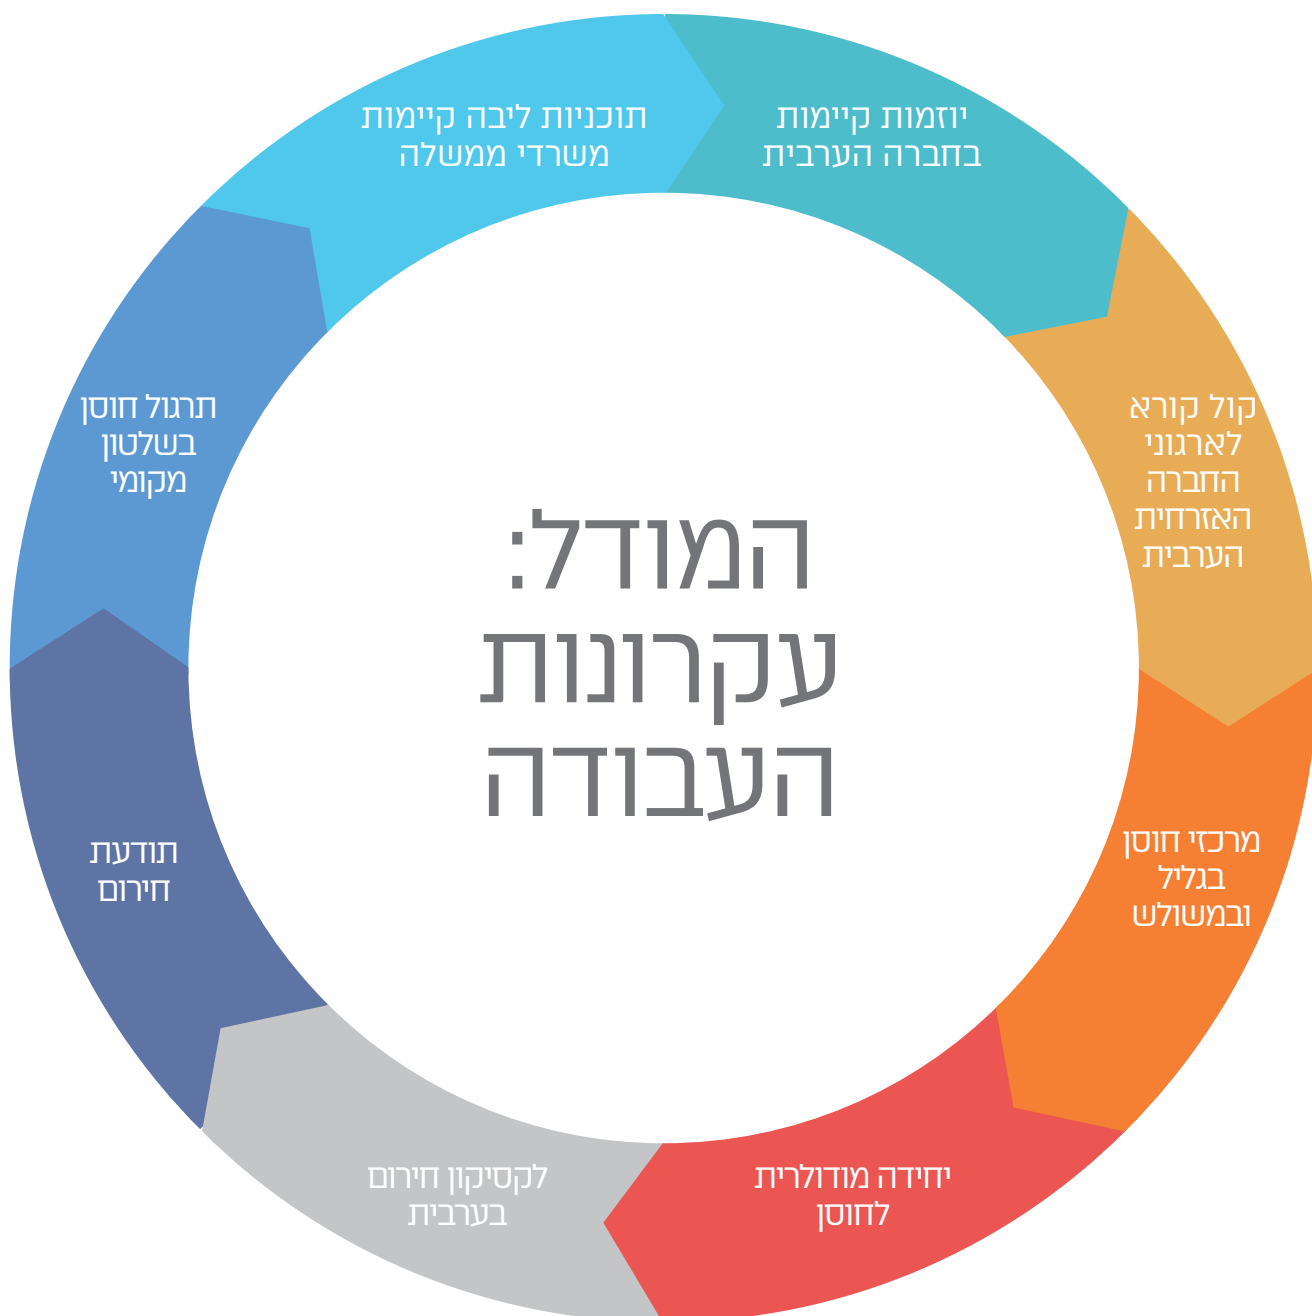 המודל:
עקרונות
העבודה
יוזמות קיימות
בחברה הערבית
קול קורא
לארגוני
החברה
האזרחית
הערבית
מרכזי חוסן
בגליל
ובמשולש
יחידה מודולרית
לחוסן
לקסיקון חירום
בערבית
תודעת
חירום
תרגול חוסן
בשלטון
מקומי
תוכניות ליבה קיימות
משרדי ממשלה